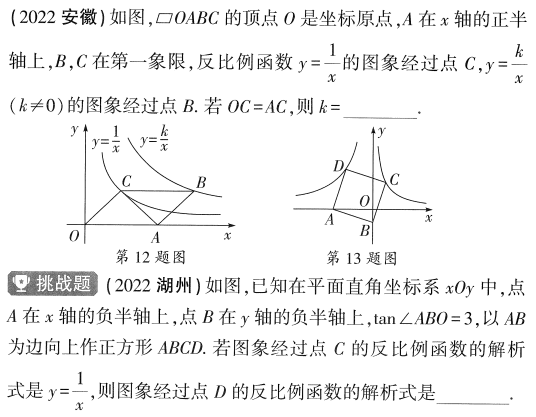 (2022 安徽)如图,▱OABC 的顶点 O 是坐标原点,A 在 x 轴的正半
轴上,B,C 在第一象限,反比例函数 y=1/x的图象经过点 C,y=k/x
(k≠0)的图象经过点 B. 若 OC=AC,则 k=________.
y
y=1/x y=k/x
C B
O A x
第 12 题图
y
D
C
O
A x
B
第 13 题图
挑战题 (2022 湖州)如图,已知在平面直角坐标系 xOy 中,点
A 在 x 轴的负半轴上,点 B 在 y 轴的负半轴上,tan∠ABO=3,以 AB
为边向上作正方形 ABCD. 若图象经过点 C 的反比例函数的解析
式是 y=1/x,则图象经过点 D 的反比例函数的解析式是________.